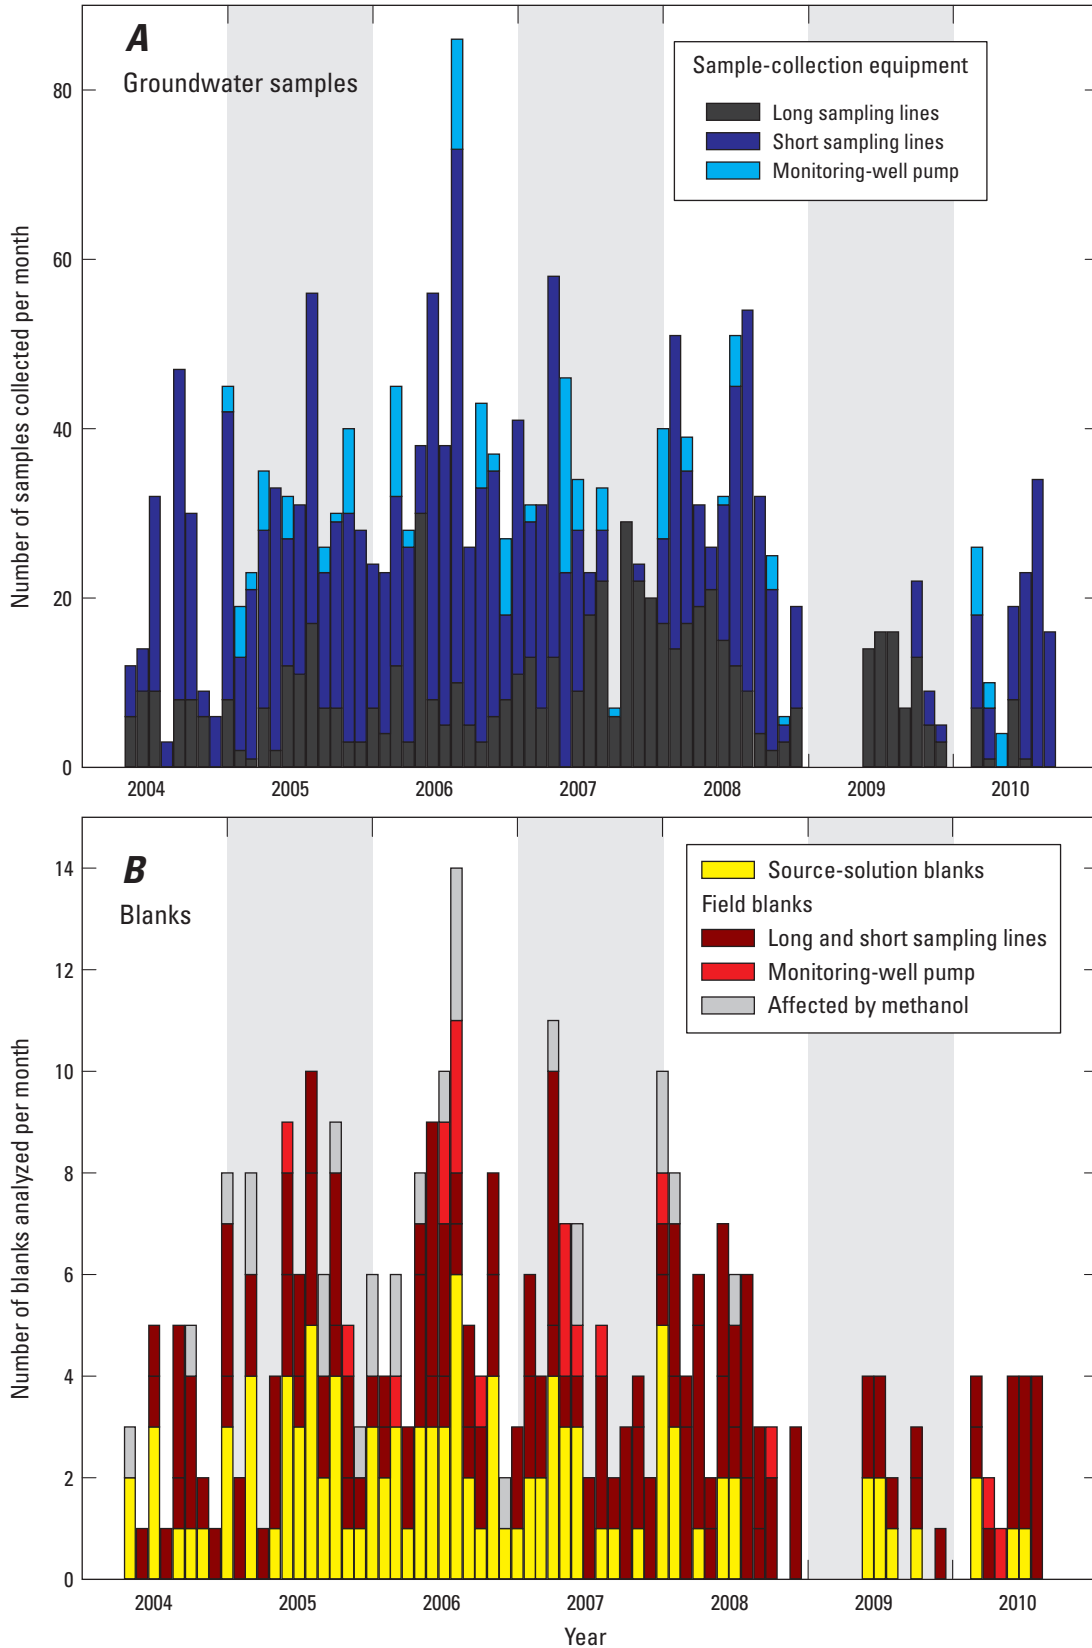 A
Groundwater samples
Sample-collection equipment
Long sampling lines
Short sampling lines
Monitoring-well pump
Number of samples collected per month
80
60
40
20
0
2004 2005 2006 2007 2008 2009 2010
B
Blanks
Source-solution blanks
Field blanks
Long and short sampling lines
Monitoring-well pump
Affected by methanol
Number of blanks analyzed per month
14
12
10
8
6
4
2
0
2004 2005 2006 2007 2008 2009 2010
Year